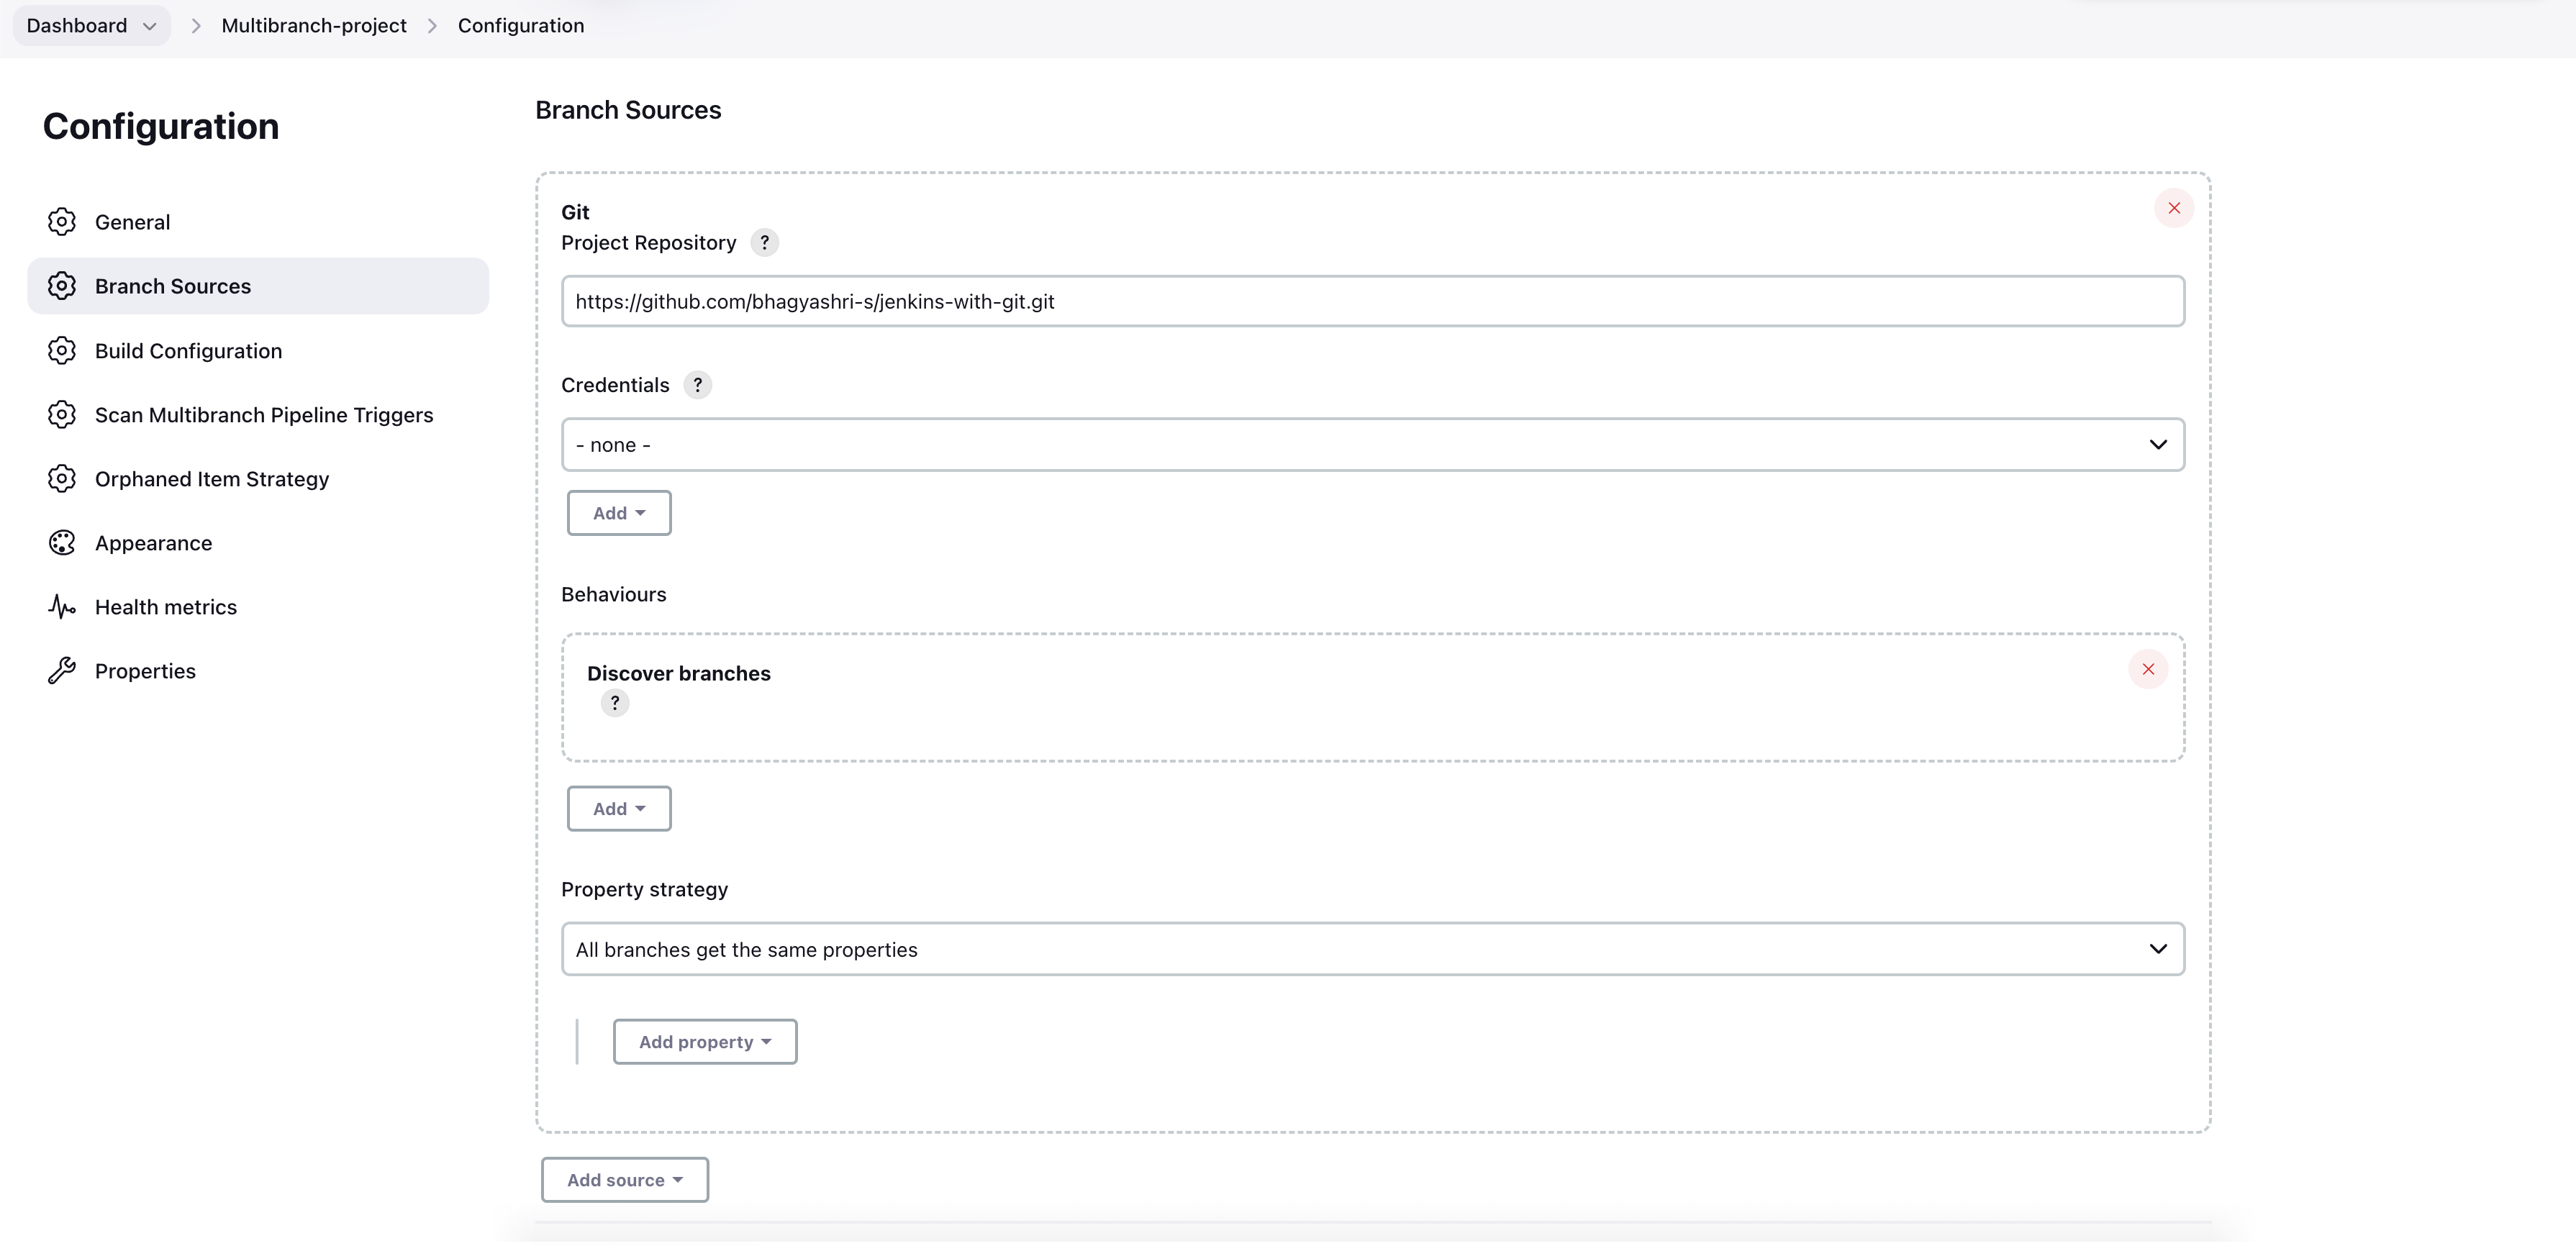 Dashboard
Multibranch-project
Configuration
Configuration
General
Branch Sources
Build Configuration
Scan Multibranch Pipeline Triggers
Orphaned Item Strategy
Appearance
Health metrics
Properties
Branch Sources
Git
Project Repository ?
https://github.com/bhagyashri-s/jenkins-with-git.git
Credentials ?
- none -
Add
Behaviours
Discover branches
?
Add
Property strategy
All branches get the same properties
Add property
Add source